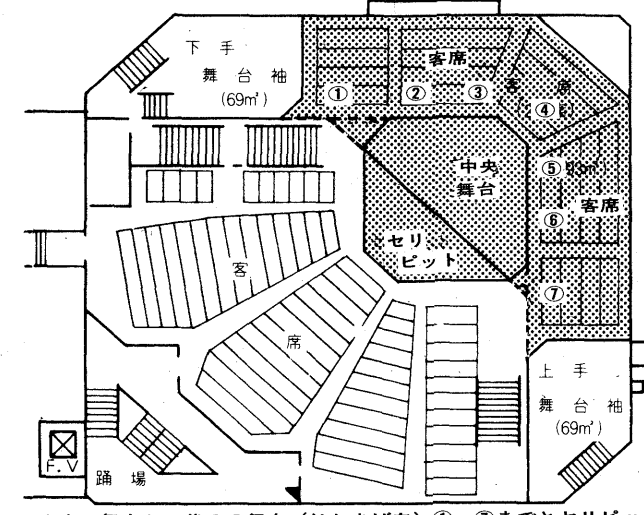 下手
舞台袖
(69㎡)
①
②
客席
③
客席
④
⑤
⑥
客席
⑦
中央
舞台
セリ
ピット
客
席
上手
舞台袖
(69㎡)
F.V
踊場